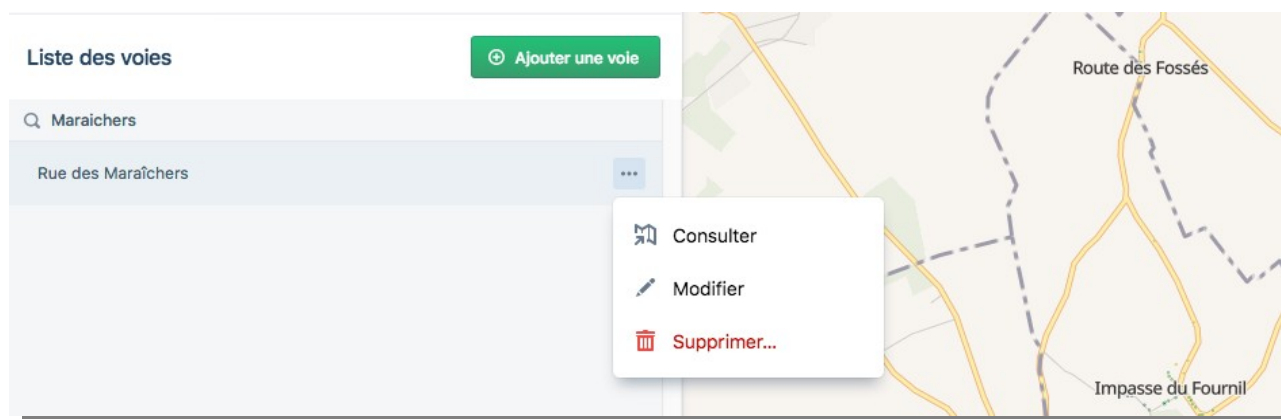 Liste des voies
Ajouter une voie
Maraichers
Rue des Maraîchers
...
Consulter
Modifier
Supprimer...
Route des Fossés
Impasse du Fournil